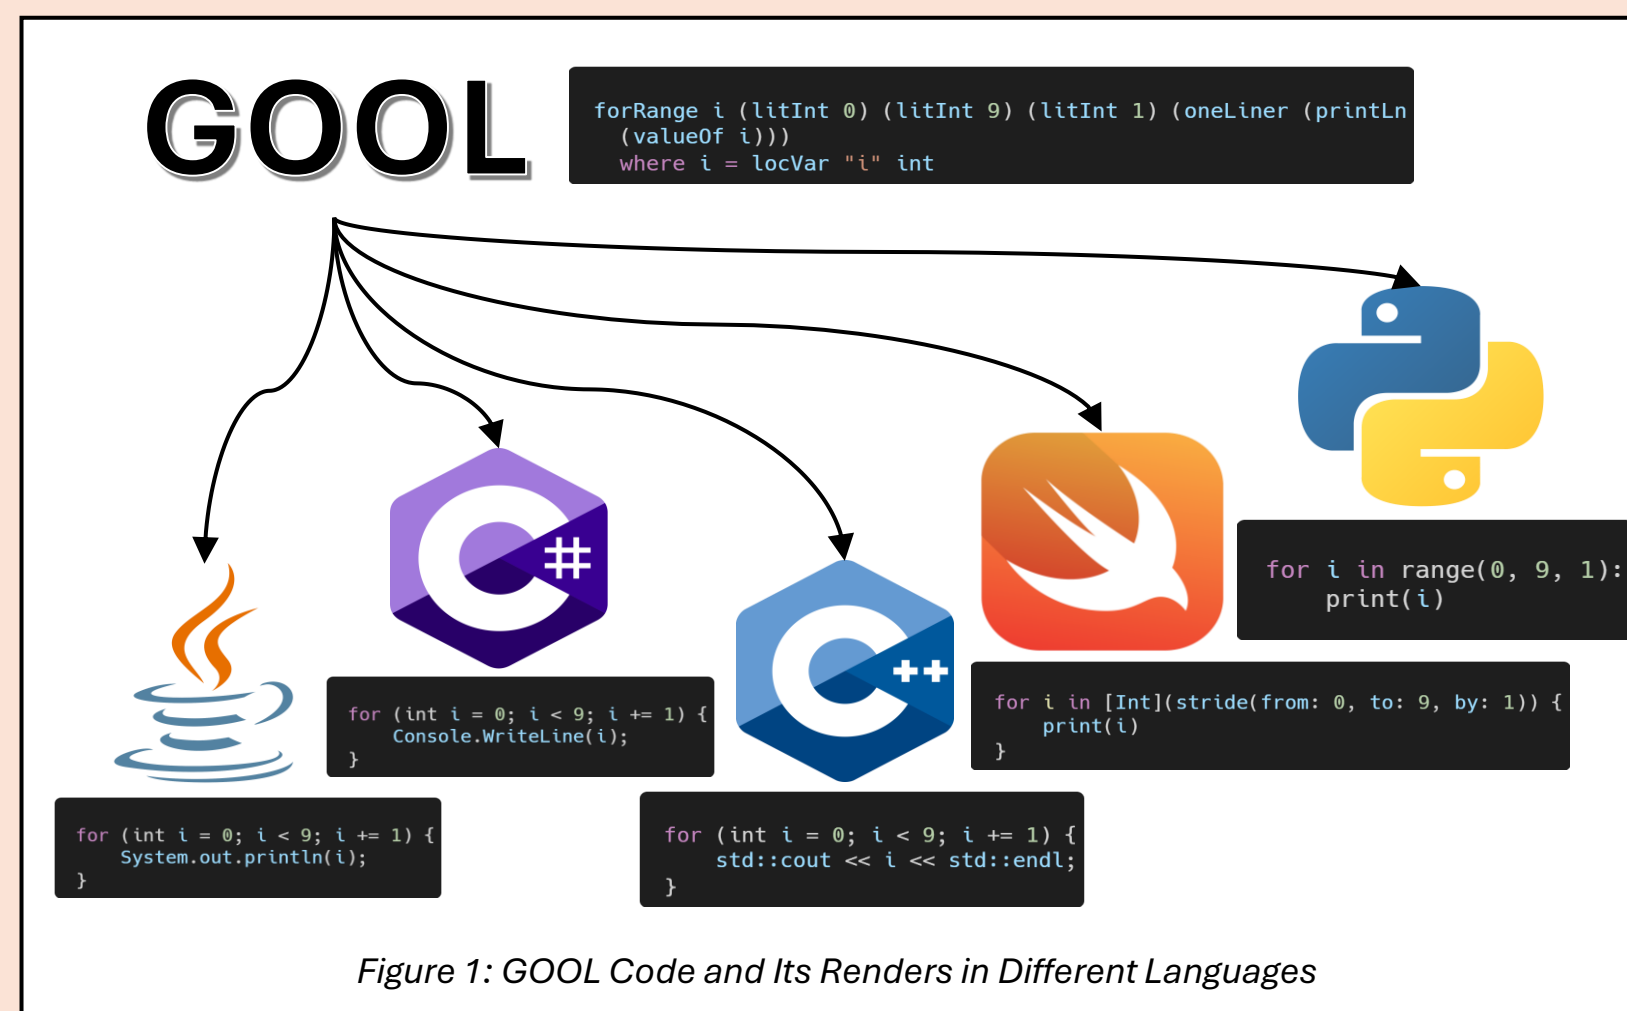 GOOL
forRange i (litInt 0) (litInt 9) (litInt 1) (oneLiner (printLn
  (valueOf i)))
  where i = locVar "i" int
for i in range(0, 9, 1):
    print(i)
#
++
for i in [Int](stride(from: 0, to: 9, by: 1)) {
    print(i)
}
for (int i = 0; i < 9; i += 1) {
    Console.WriteLine(i);
}
for (int i = 0; i < 9; i += 1) {
    std::cout << i << std::endl;
}
for (int i = 0; i < 9; i += 1) {
    System.out.println(i);
}
Figure 1: GOOL Code and Its Renders in Different Languages